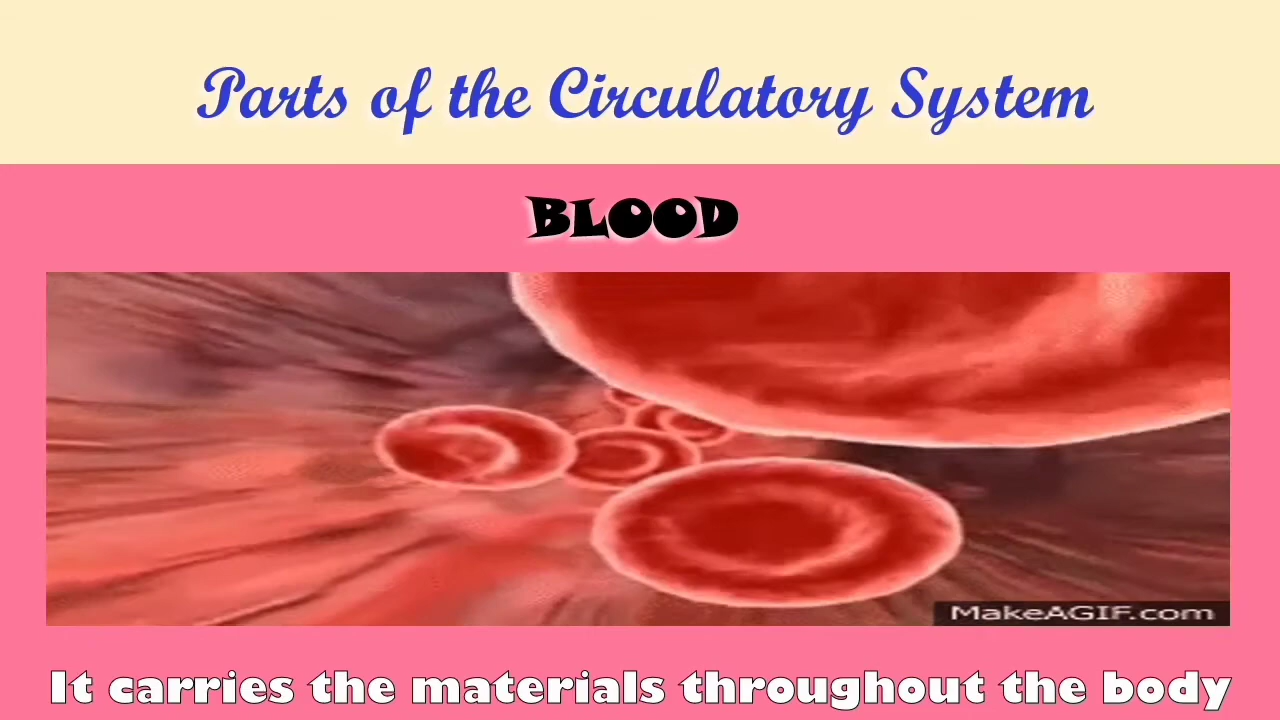 Parts of the Circulatory System
BLOOD
MakeAGIF.com
It carries the materials throughout the body